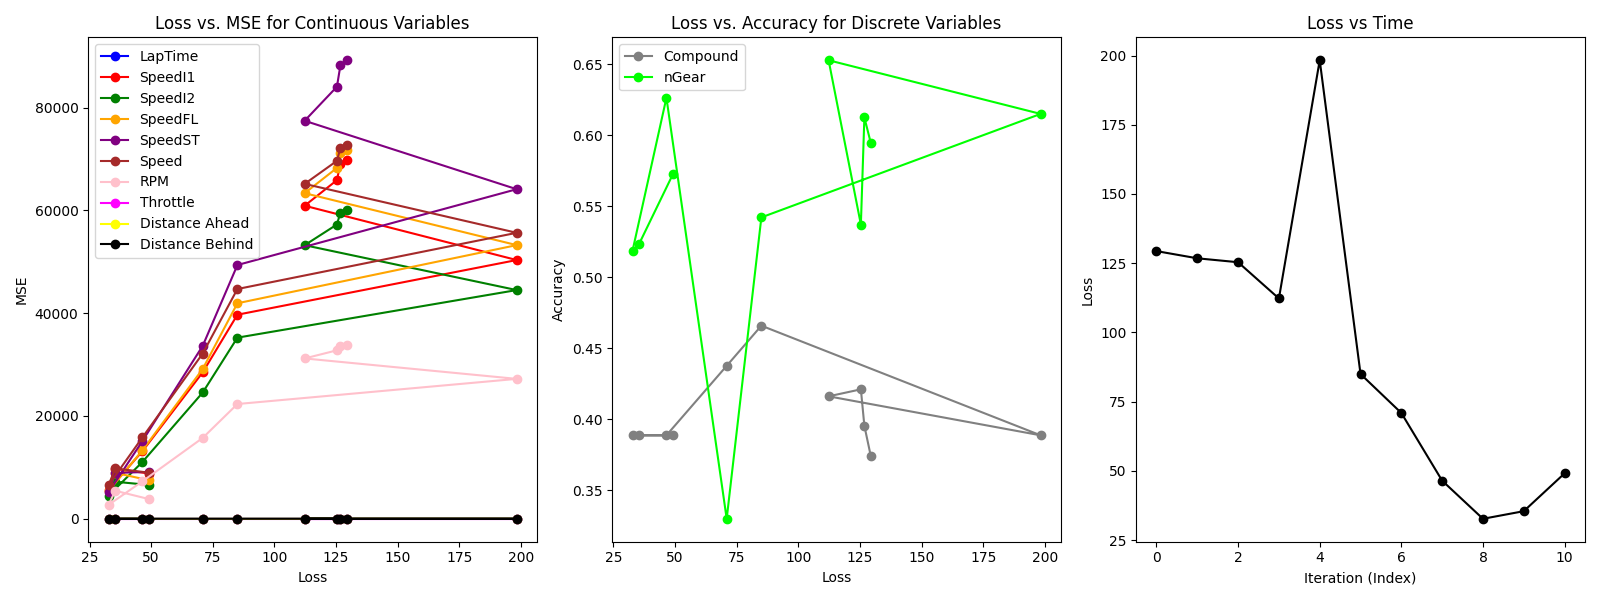 Loss vs. MSE for Continuous Variables
MSE
80000
60000
40000
20000
0
LapTime
SpeedI1
SpeedI2
SpeedFL
SpeedST
Speed
RPM
Throttle
Distance Ahead
Distance Behind
25 50 75 100 125 150 175 200
Loss
Loss vs. Accuracy for Discrete Variables
Accuracy
0.65
0.60
0.55
0.50
0.45
0.40
0.35
Compound
nGear
25 50 75 100 125 150 175 200
Loss
Loss vs Time
Loss
200
175
150
125
100
75
50
25
0 2 4 6 8 10
Iteration (Index)